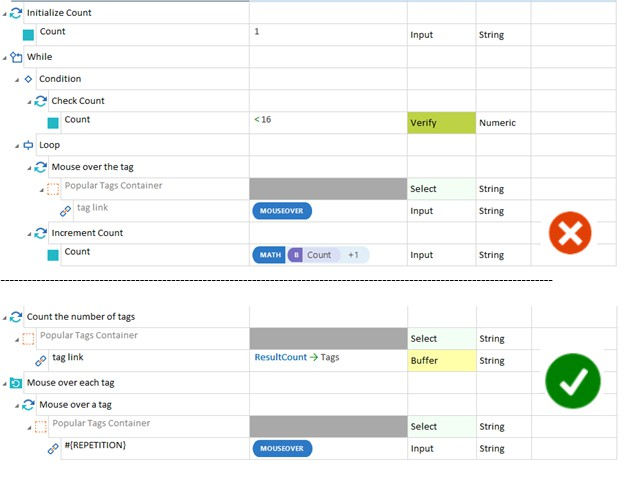 Initialize Count
Count 1 Input String
While
Condition
Check Count
Count < 16 Verify Numeric
Loop
Mouse over the tag
Popular Tags Container Select String
tag link MOUSEOVER Input String
Increment Count
Count MATH B Count +1 Input String
Count the number of tags
Popular Tags Container Select String
tag link ResultCount → Tags Buffer String
Mouse over each tag
Mouse over a tag
Popular Tags Container Select String
#{REPETITION} MOUSEOVER Input String